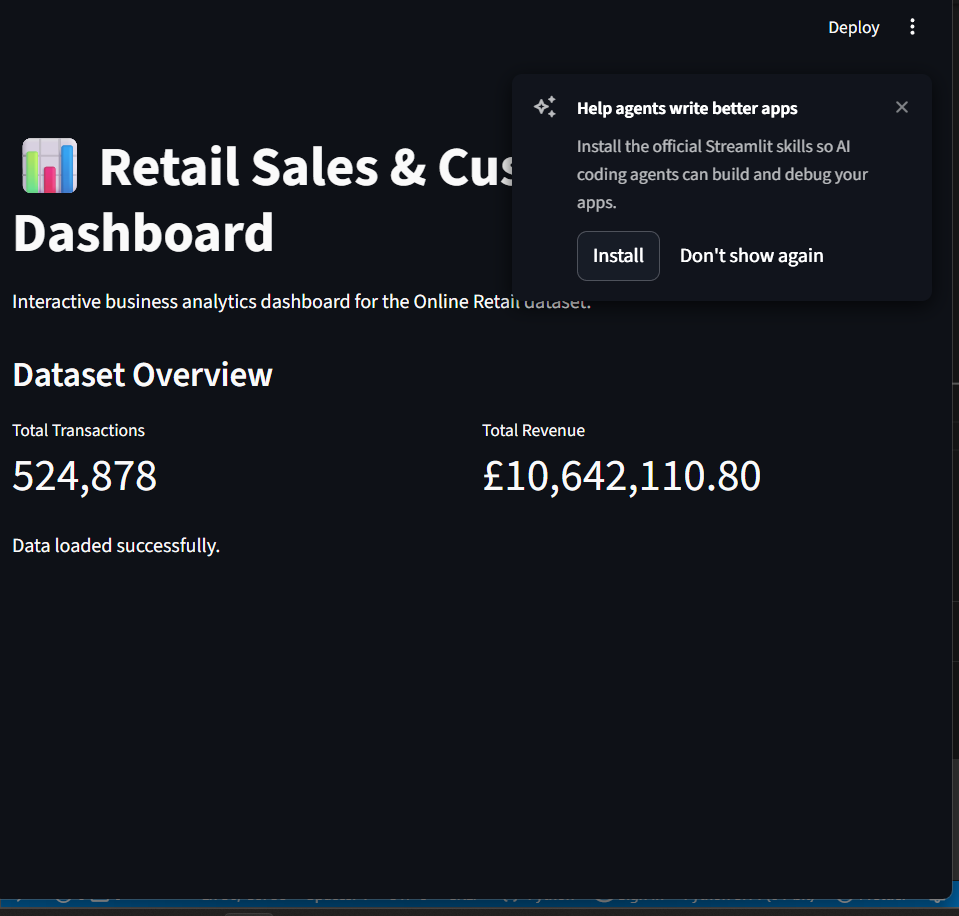 Deploy
Help agents write better apps
Install the official Streamlit skills so AI
coding agents can build and debug your
apps.
Install Don't show again
Retail Sales & Cus
Dashboard
Interactive business analytics dashboard for the Online Retail dataset.
Dataset Overview
Total Transactions Total Revenue
524,878 £10,642,110.80
Data loaded successfully.